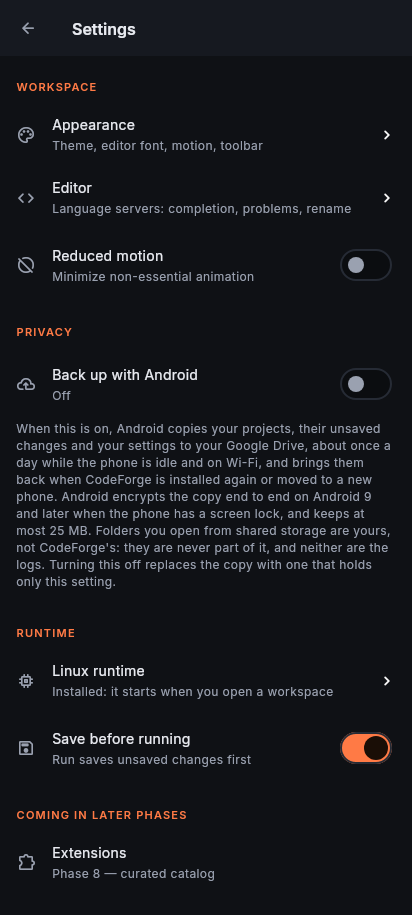 Settings
WORKSPACE
Appearance
Theme, editor font, motion, toolbar
Editor
Language servers: completion, problems, rename
Reduced motion
Minimize non-essential animation
PRIVACY
Back up with Android
Off
When this is on, Android copies your projects, their unsaved
changes and your settings to your Google Drive, about once a
day while the phone is idle and on Wi-Fi, and brings them
back when CodeForge is installed again or moved to a new
phone. Android encrypts the copy end to end on Android 9
and later when the phone has a screen lock, and keeps at
most 25 MB. Folders you open from shared storage are yours,
not CodeForge's: they are never part of it, and neither are the
logs. Turning this off replaces the copy with one that holds
only this setting.
RUNTIME
Linux runtime
Installed: it starts when you open a workspace
Save before running
Run saves unsaved changes first
COMING IN LATER PHASES
Extensions
Phase 8 — curated catalog